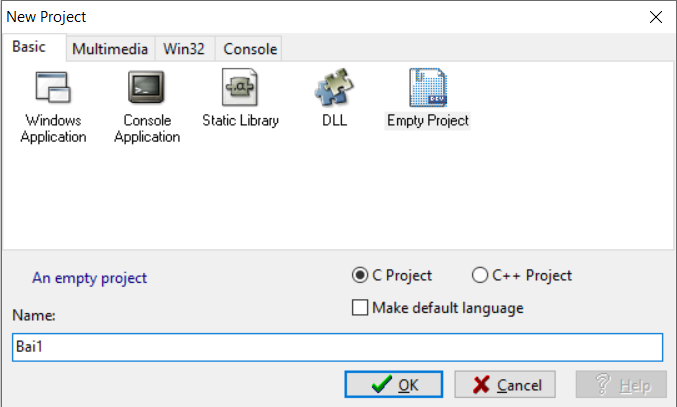 New Project
Basic
Multimedia
Win32
Console
Windows
Application
Console
Application
Static Library
DLL
Empty Project
.a
DEV
An empty project
C Project
C++ Project
Make default language
Name:
Bai1
OK
Cancel
Help